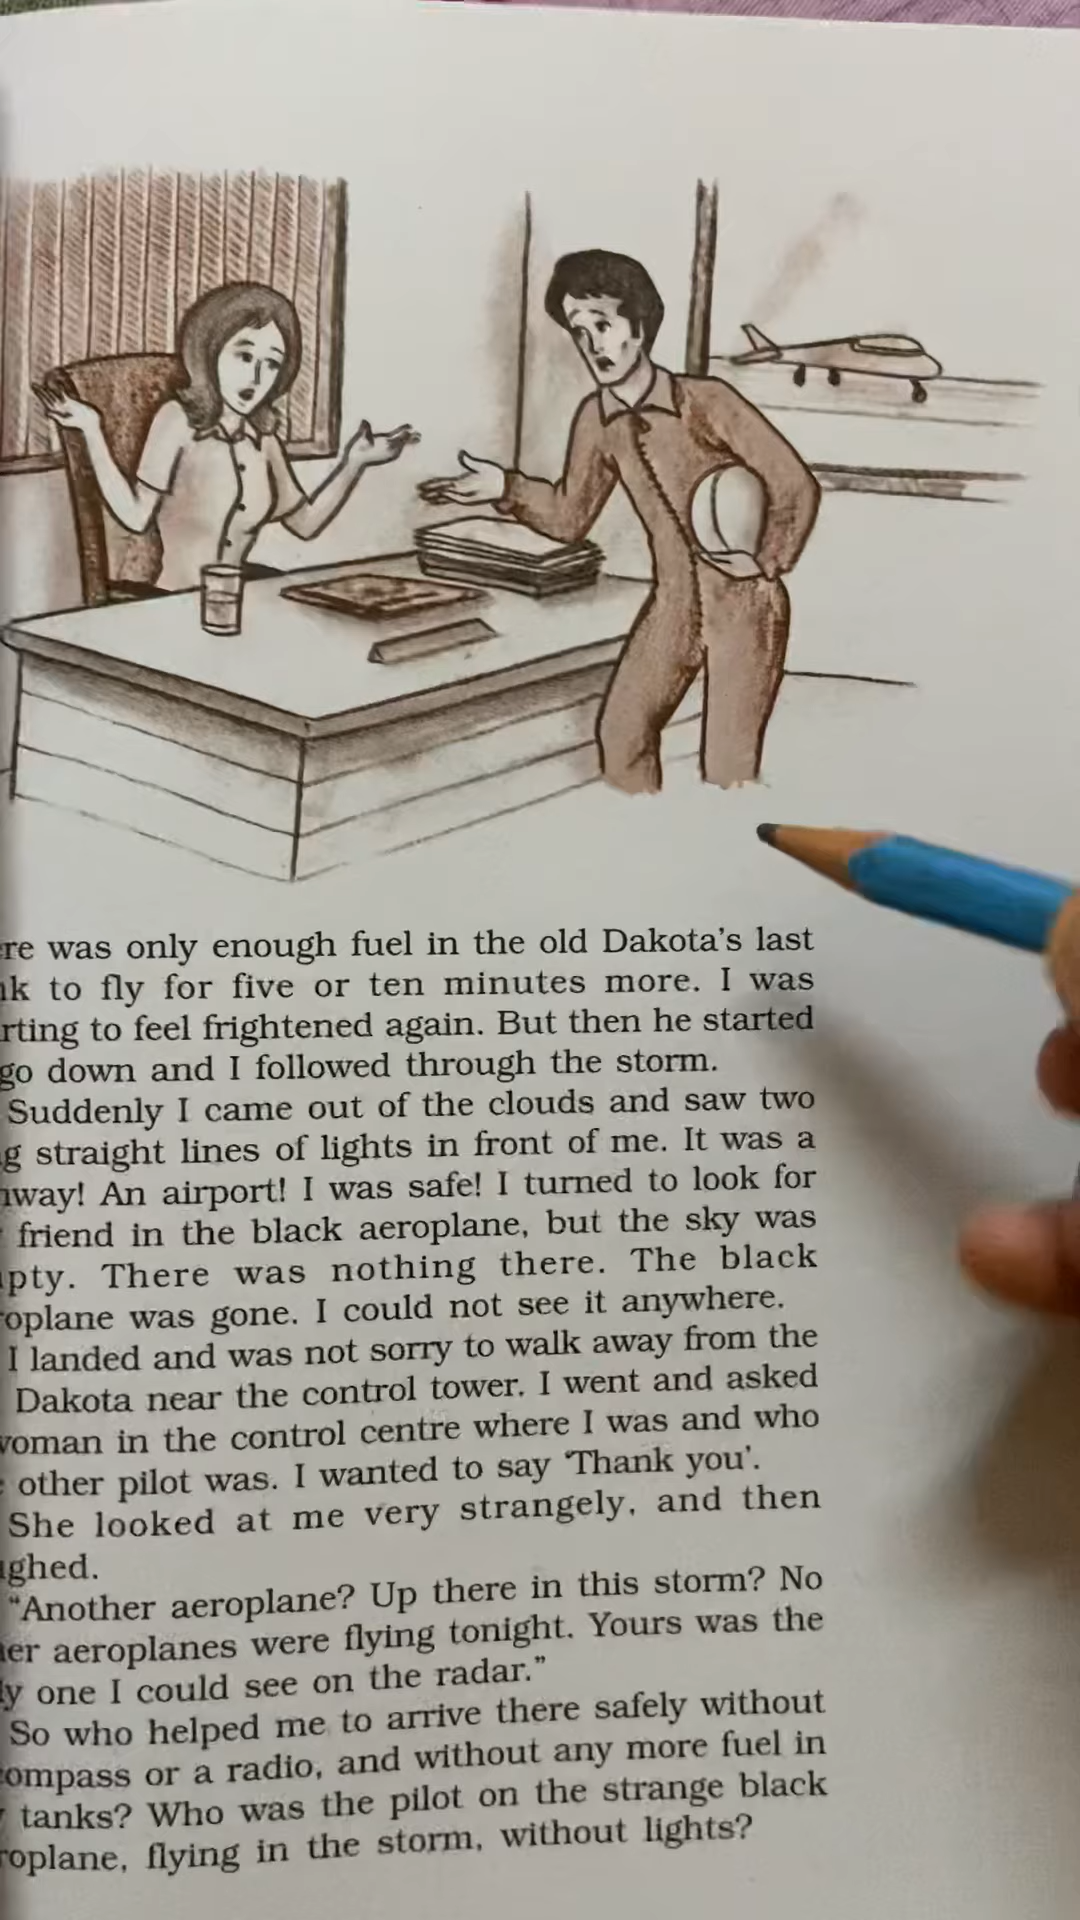 re was only enough fuel in the old Dakota's last
k to fly for five or ten minutes more. I was
rting to feel frightened again. But then he started
go down and I followed through the storm.
Suddenly I came out of the clouds and saw two
g straight lines of lights in front of me. It was a
way! An airport! I was safe! I turned to look for
friend in the black aeroplane, but the sky was
pty. There was nothing there. The black
oplane was gone. I could not see it anywhere.
I landed and was not sorry to walk away from the
Dakota near the control tower. I went and asked
woman in the control centre where I was and who
other pilot was. I wanted to say ‘Thank you’.
She looked at me very strangely, and then
ghed.
“Another aeroplane? Up there in this storm? No
er aeroplanes were flying tonight. Yours was the
y one I could see on the radar.”
So who helped me to arrive there safely without
ompass or a radio, and without any more fuel in
tanks? Who was the pilot on the strange black
oplane, flying in the storm, without lights?